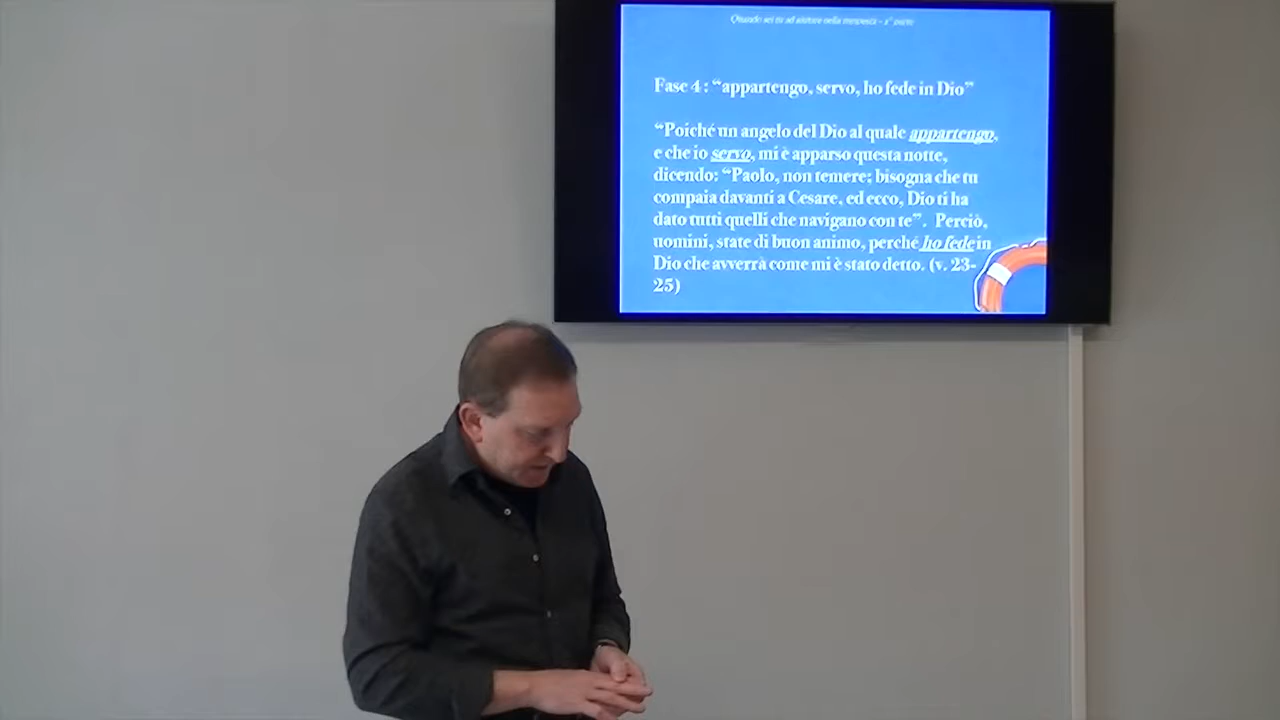 Quando sei tu ad aiutare nella tempesta - 2° parte
Fase 4 : “appartengo, servo, ho fede in Dio”
“Poiché un angelo del Dio al quale appartengo,
e che io servo, mi è apparso questa notte,
dicendo: “Paolo, non temere; bisogna che tu
compaia davanti a Cesare, ed ecco, Dio ti ha
dato tutti quelli che navigano con te”. Perciò,
uomini, state di buon animo, perché ho fede in
Dio che avverrà come mi è stato detto. (v. 23-
25)